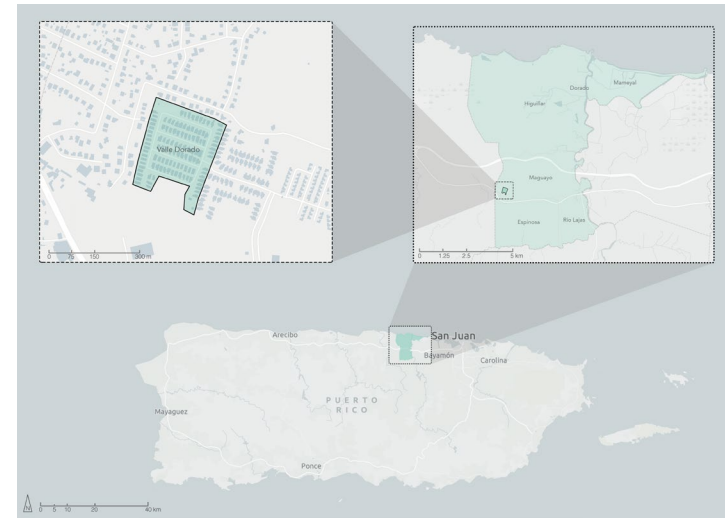 Valle Dorado
0 75 150 300 m
Mameyal
Dorado
Higuillar
Maguayo
Espinosa
Río Lajas
0 1.25 2.5 5 km
San Juan
Arecibo
Bayamón
Carolina
PUERTO
RICO
Mayaguez
Ponce
0 5 10 20 40 km